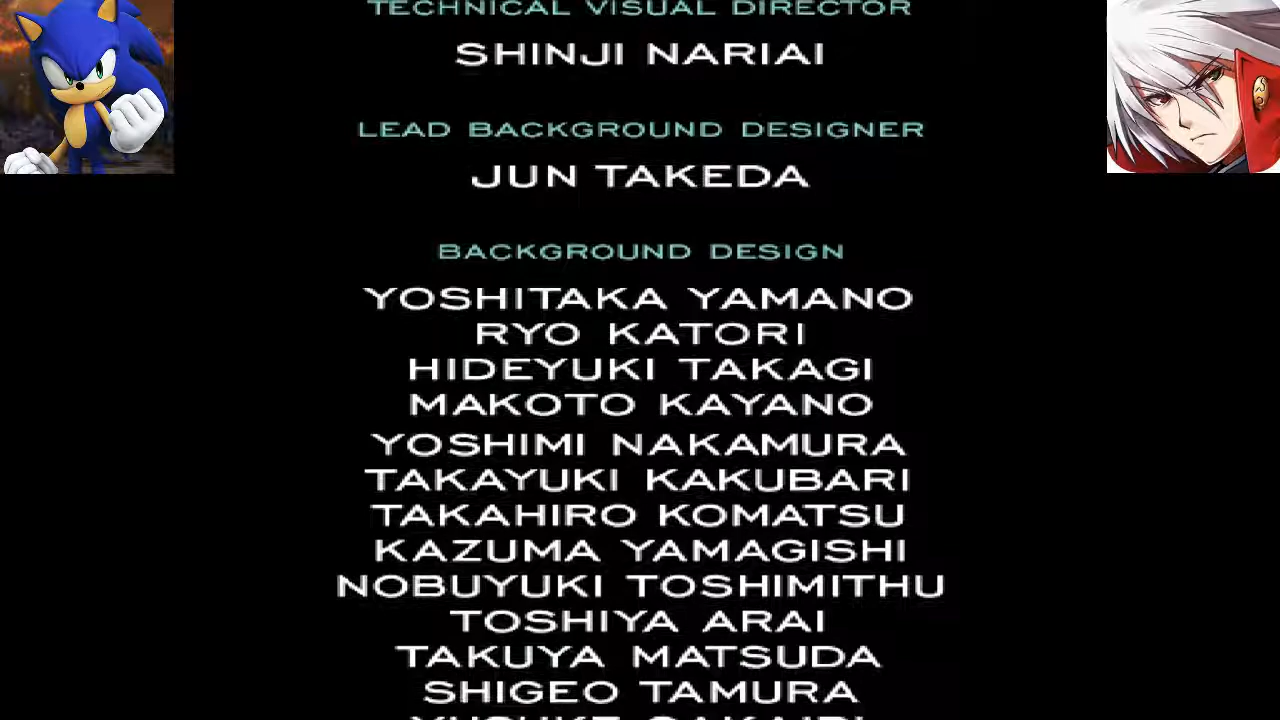 TECHNICAL VISUAL DIRECTOR
SHINJI NARIAI
LEAD BACKGROUND DESIGNER
JUN TAKEDA
BACKGROUND DESIGN
YOSHITAKA YAMANO
RYO KATORI
HIDEYUKI TAKAGI
MAKOTO KAYANO
YOSHIMI NAKAMURA
TAKAYUKI KAKUBARI
TAKAHIRO KOMATSU
KAZUMA YAMAGISHI
NOBUYUKI TOSHIMITHU
TOSHIYA ARAI
TAKUYA MATSUDA
SHIGEO TAMURA